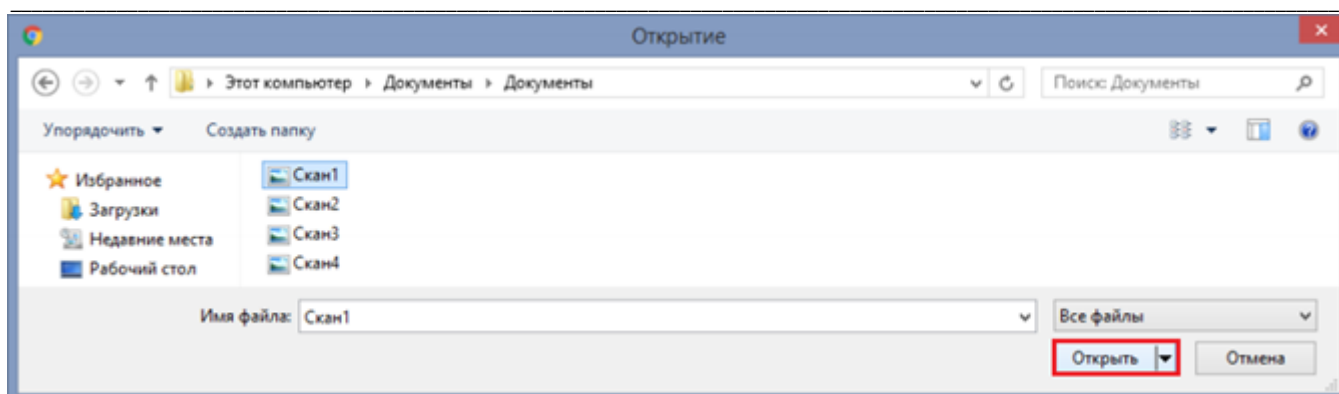 Открытие
Этот компьютер Документы Документы Поиск: Документы
Упорядочить Создать папку
Избранное
Загрузки
Недавние места
Рабочий стол
Скан1
Скан2
Скан3
Скан4
Имя файла: Скан1 Все файлы
Открыть Отмена